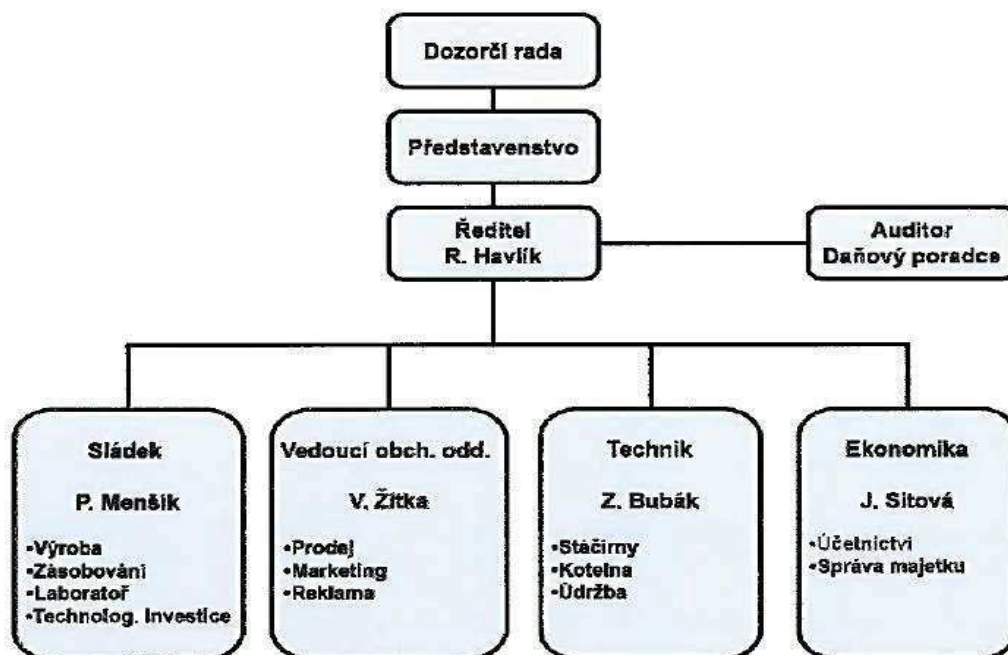 Dozorčí rada
Představenstvo
Ředitel
R. Havlík
Auditor
Daňový poradce
Sládek
P. Menšík
•Výroba
•Zásobování
•Laboratoř
•Technolog. Investice
Vedoucí obch. odd.
V. Žítka
•Prodej
•Marketing
•Reklama
Technik
Z. Bubák
•Stáčírny
•Kotelna
•Údržba
Ekonomika
J. Sitová
•Účetnictví
•Správa majetku